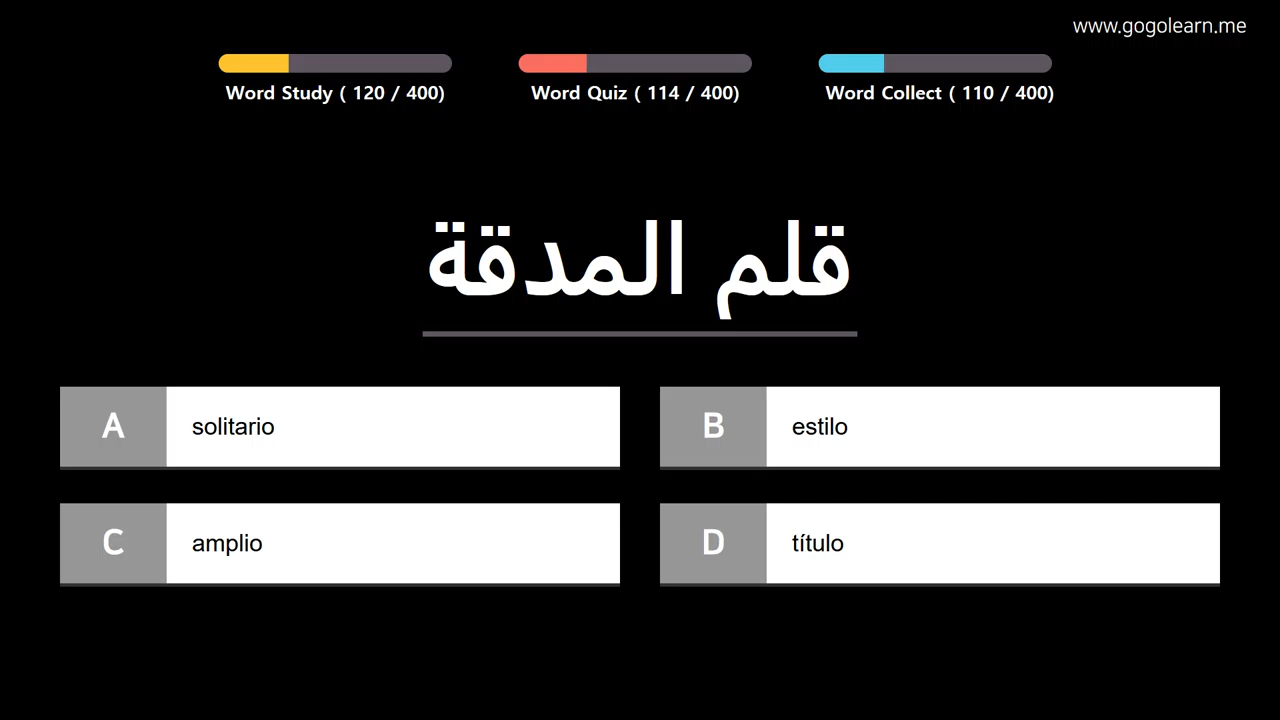 www.gogolearn.me
Word Study ( 120 / 400)
Word Quiz ( 114 / 400)
Word Collect ( 110 / 400)
قلم المدقة
A solitario
B estilo
C amplio
D título